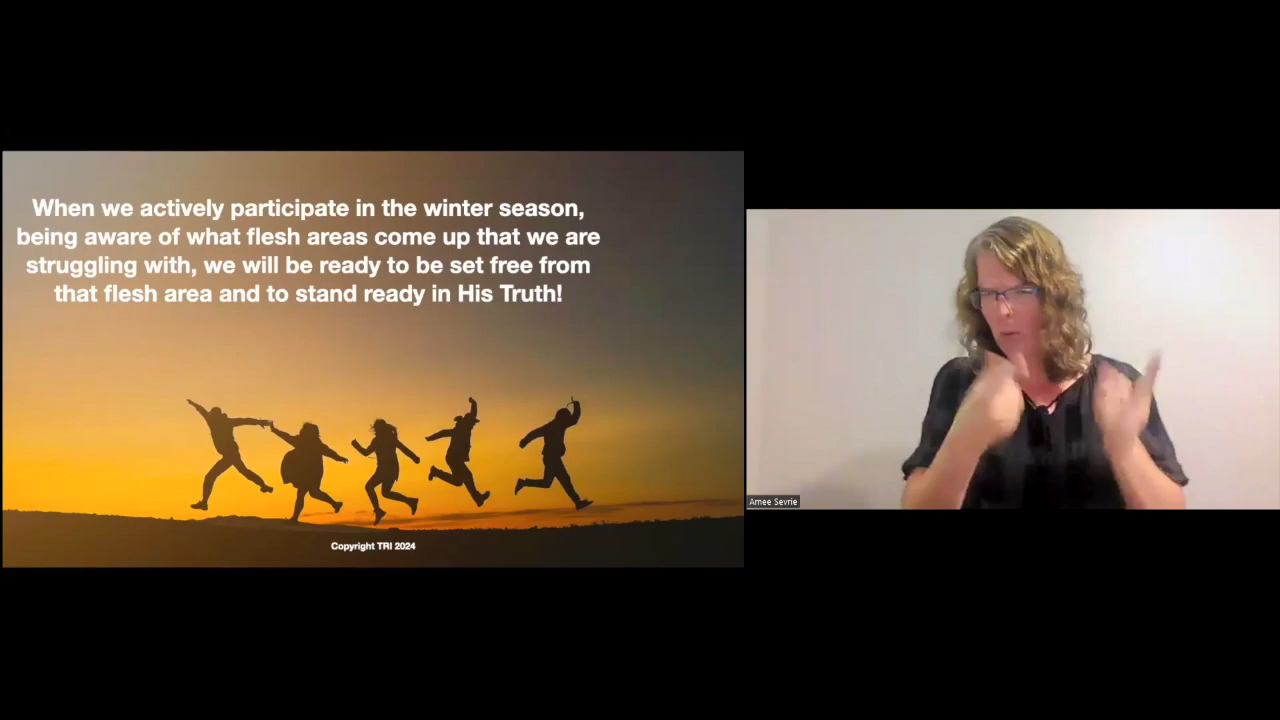 When we actively participate in the winter season,
being aware of what flesh areas come up that we are
struggling with, we will be ready to be set free from
that flesh area and to stand ready in His Truth!
Copyright TRI 2024
Amee Sevrie